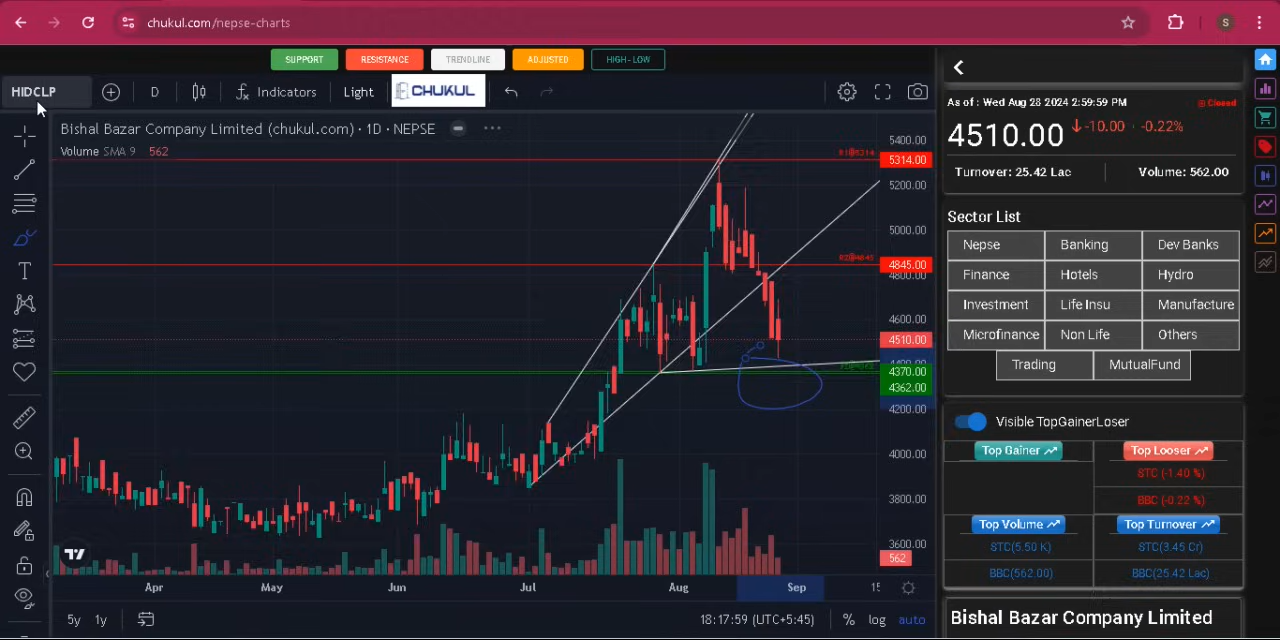 chukul.com/nepse-charts
S
SUPPORT RESISTANCE TRENDLINE ADJUSTED HIGH - LOW
HIDCLP D Indicators Light CHUKUL
Bishal Bazar Company Limited (chukul.com) · 1D · NEPSE
Volume SMA 9 562
5400.00
5314.00
5200.00
5000.00
4845.00
4800.00
4600.00
4510.00
4370.00
4362.00
4200.00
4000.00
3800.00
3600.00
562
Apr May Jun Jul Aug Sep 15
5y 1y 18:17:59 (UTC+5:45) % log auto
As of : Wed Aug 28 2024 2:59:59 PM Closed
4510.00 -10.00 · -0.22%
Turnover: 25.42 Lac Volume: 562.00
Sector List
Nepse Banking Dev Banks
Finance Hotels Hydro
Investment Life Insu Manufacture
Microfinance Non Life Others
Trading MutualFund
Visible TopGainerLoser
Top Gainer Top Looser
STC (-1.40 %)
BBC (-0.22 %)
Top Volume Top Turnover
STC(5.50 K) STC(3.45 Cr)
BBC(562.00) BBC(25.42 Lac)
Bishal Bazar Company Limited